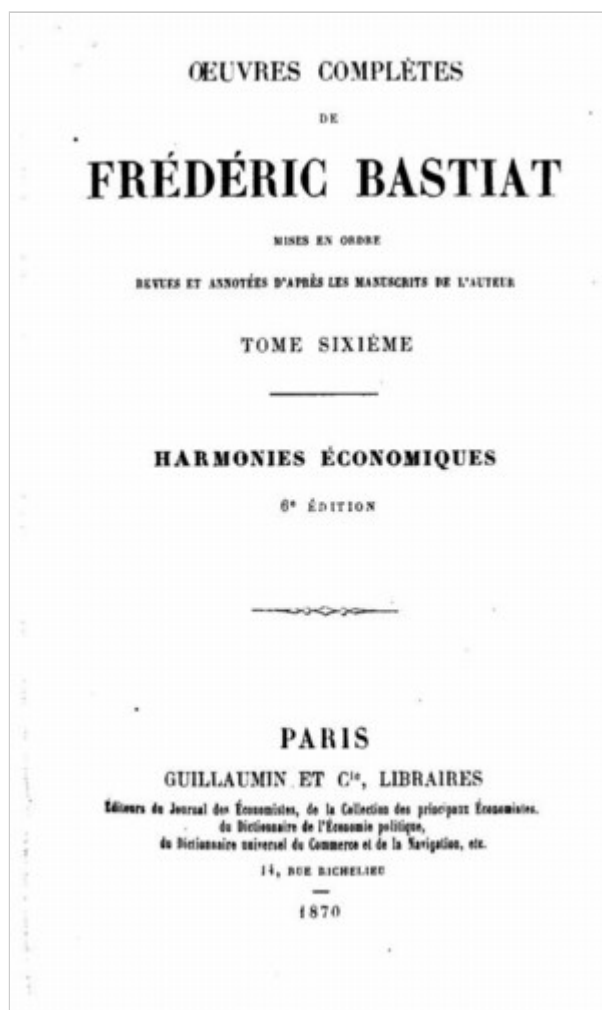 ŒUVRES COMPLÈTES
DE
FRÉDÉRIC BASTIAT
MISES EN ORDRE
REVUES ET ANNOTÉES D'APRÈS LES MANUSCRITS DE L'AUTEUR
TOME SIXIÈME
HARMONIES ÉCONOMIQUES
6e ÉDITION
PARIS
GUILLAUMIN ET Cie, LIBRAIRES
Éditeurs du Journal des Économistes, de la Collection des principaux Économistes,
du Dictionnaire de l'Économie politique,
du Dictionnaire universel du Commerce et de la Navigation, etc.
14, RUE RICHELIEU
1870